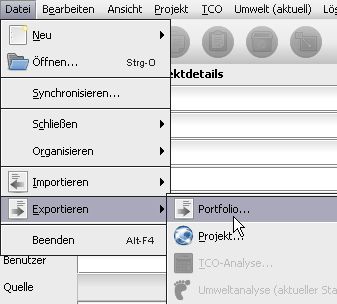 Datei Bearbeiten Ansicht Projekt TCO Umwelt (aktuell)
Neu
Öffnen... Strg-O
ektdetails
Synchronisieren...
Schließen
Organisieren
Importieren
Exportieren
Portfolio...
Beenden Alt-F4
Projekt...
Benutzer
TCO-Analyse...
Quelle
Umweltanalyse (aktueller Sta